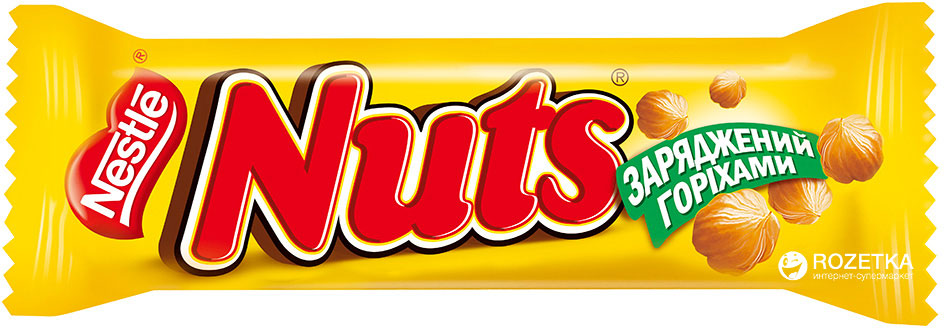 Nestlé
®
Nuts
®
ЗАРЯДЖЕНИЙ
ГОРІХАМИ
ROZETKA
интернет-супермаркет